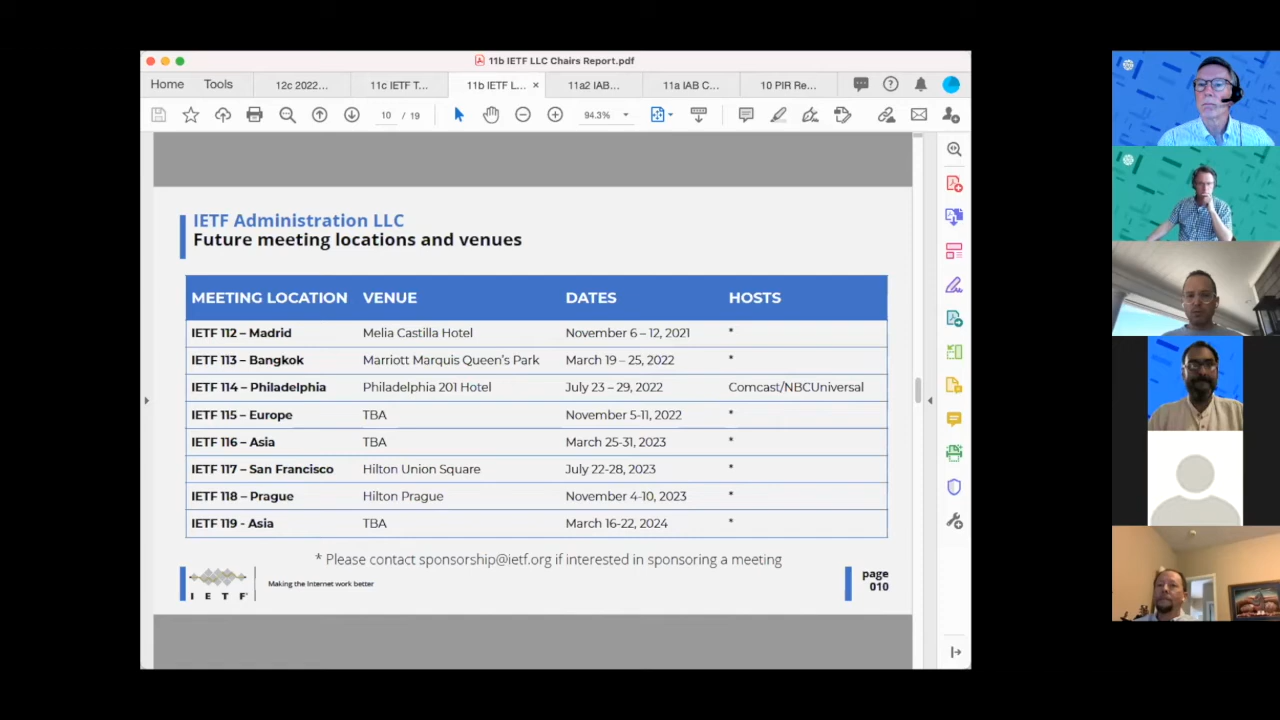 11b IETF LLC Chairs Report.pdf
Home Tools 12c 2022... 11c IETF T... 11b IETF L... × 11a2 IAB... 11a IAB C... 10 PIR Re...
10 / 19 94.3%
IETF Administration LLC
Future meeting locations and venues
MEETING LOCATION VENUE DATES HOSTS
IETF 112 – Madrid Melia Castilla Hotel November 6 – 12, 2021 *
IETF 113 – Bangkok Marriott Marquis Queen's Park March 19 – 25, 2022 *
IETF 114 – Philadelphia Philadelphia 201 Hotel July 23 – 29, 2022 Comcast/NBCUniversal
IETF 115 – Europe TBA November 5-11, 2022 *
IETF 116 – Asia TBA March 25-31, 2023 *
IETF 117 – San Francisco Hilton Union Square July 22-28, 2023 *
IETF 118 – Prague Hilton Prague November 4-10, 2023 *
IETF 119 - Asia TBA March 16-22, 2024 *
* Please contact sponsorship@ietf.org if interested in sponsoring a meeting
I E T F® Making the Internet work better
page
010